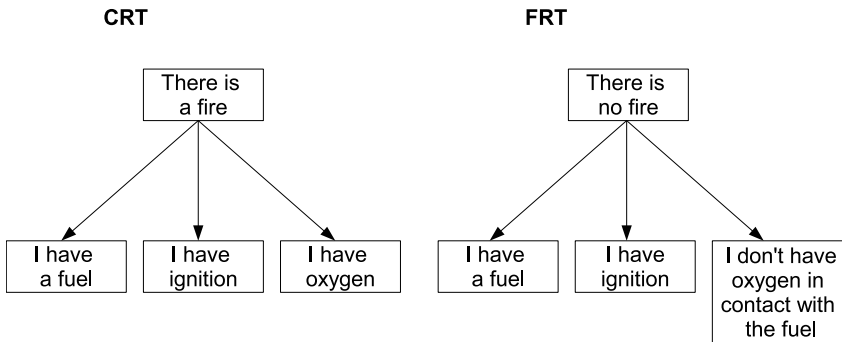 CRT
There is
a fire
I have
a fuel
I have
ignition
I have
oxygen
FRT
There is
no fire
I have
a fuel
I have
ignition
I don't have
oxygen in
contact with
the fuel